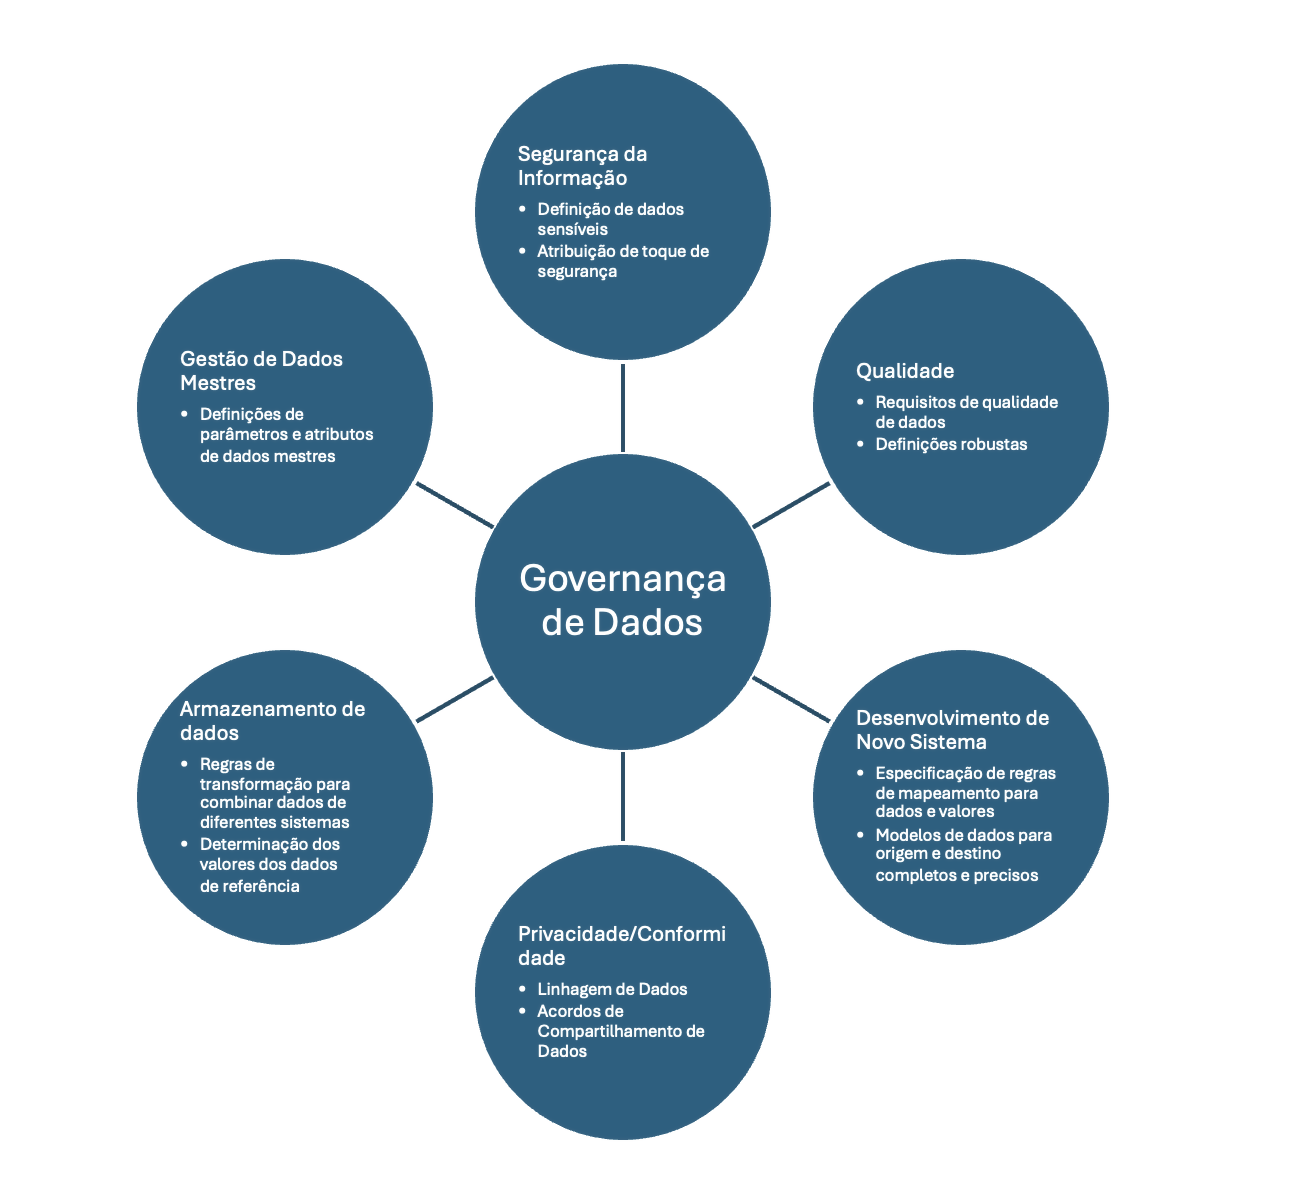 Segurança da
Informação
• Definição de dados
sensíveis
• Atribuição de toque de
segurança
Gestão de Dados
Mestres
• Definições de
parâmetros e atributos
de dados mestres
Qualidade
• Requisitos de qualidade
de dados
• Definições robustas
Governança
de Dados
Armazenamento de
dados
• Regras de
transformação para
combinar dados de
diferentes sistemas
• Determinação dos
valores dos dados
de referência
Desenvolvimento de
Novo Sistema
• Especificação de regras
de mapeamento para
dados e valores
• Modelos de dados para
origem e destino
completos e precisos
Privacidade/Conformi
dade
• Linhagem de Dados
• Acordos de
Compartilhamento de
Dados